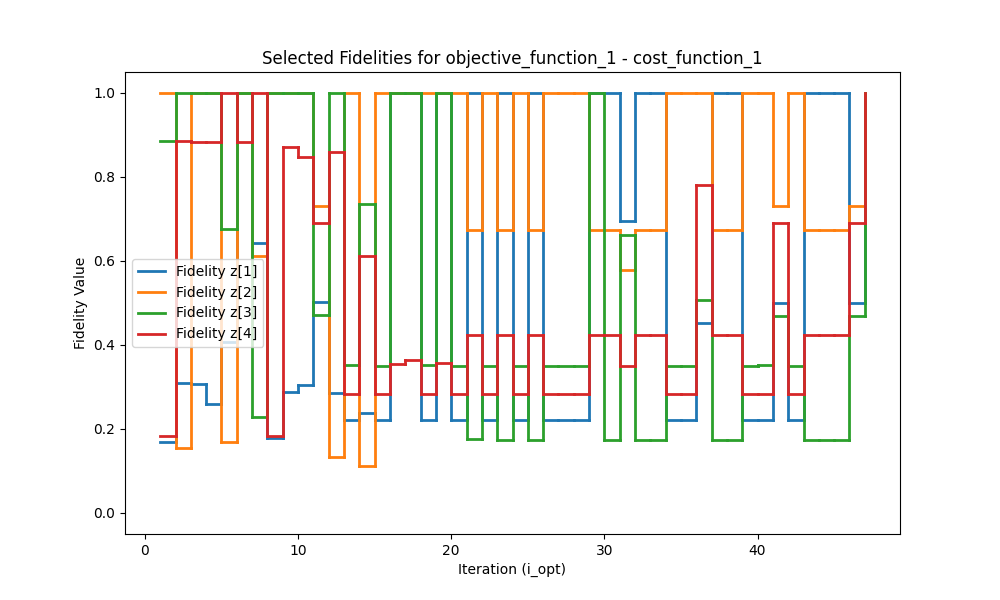 Selected Fidelities for objective_function_1 - cost_function_1
1.0
0.8
0.6
0.4
0.2
0.0
Fidelity Value
Fidelity z[1]
Fidelity z[2]
Fidelity z[3]
Fidelity z[4]
0
10
20
30
40
Iteration (i_opt)